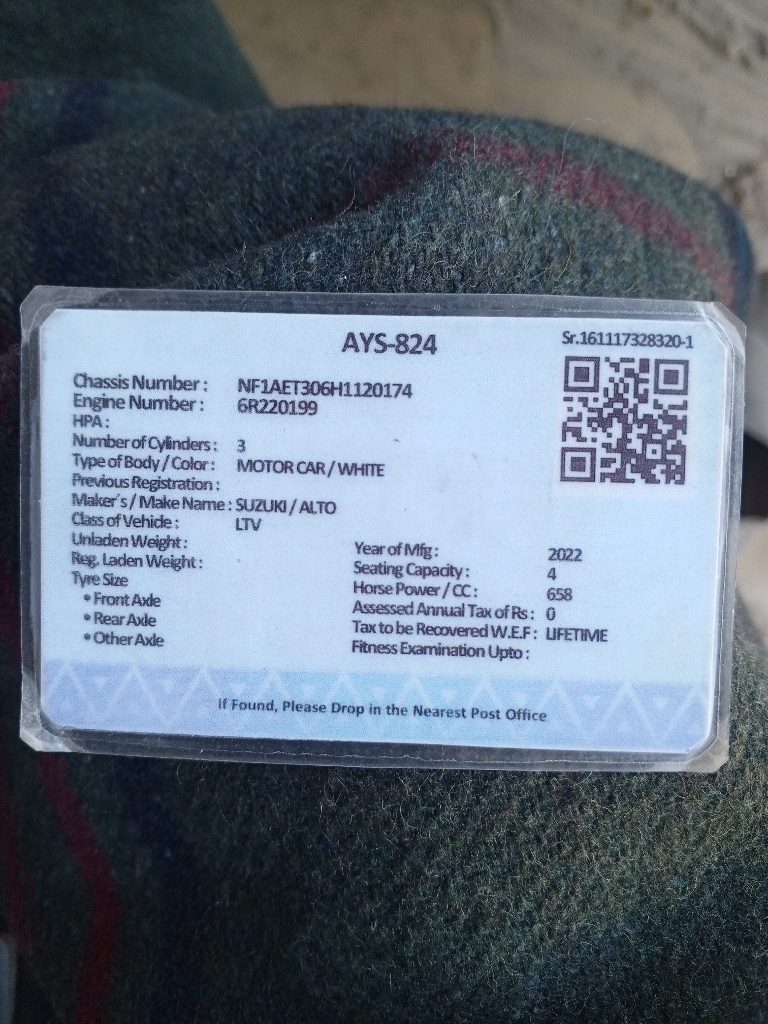 AYS-824
Sr.161117328320-1
Chassis Number : NF1AET306H1120174
Engine Number : 6R220199
HPA :
Number of Cylinders : 3
Type of Body / Color : MOTOR CAR / WHITE
Previous Registration :
Maker's / Make Name : SUZUKI / ALTO
Class of Vehicle : LTV
Unladen Weight :
Reg. Laden Weight :
Tyre Size
• Front Axle
• Rear Axle
• Other Axle
Year of Mfg : 2022
Seating Capacity : 4
Horse Power / CC : 658
Assessed Annual Tax of Rs : 0
Tax to be Recovered W.E.F : LIFETIME
Fitness Examination Upto :
If Found, Please Drop in the Nearest Post Office